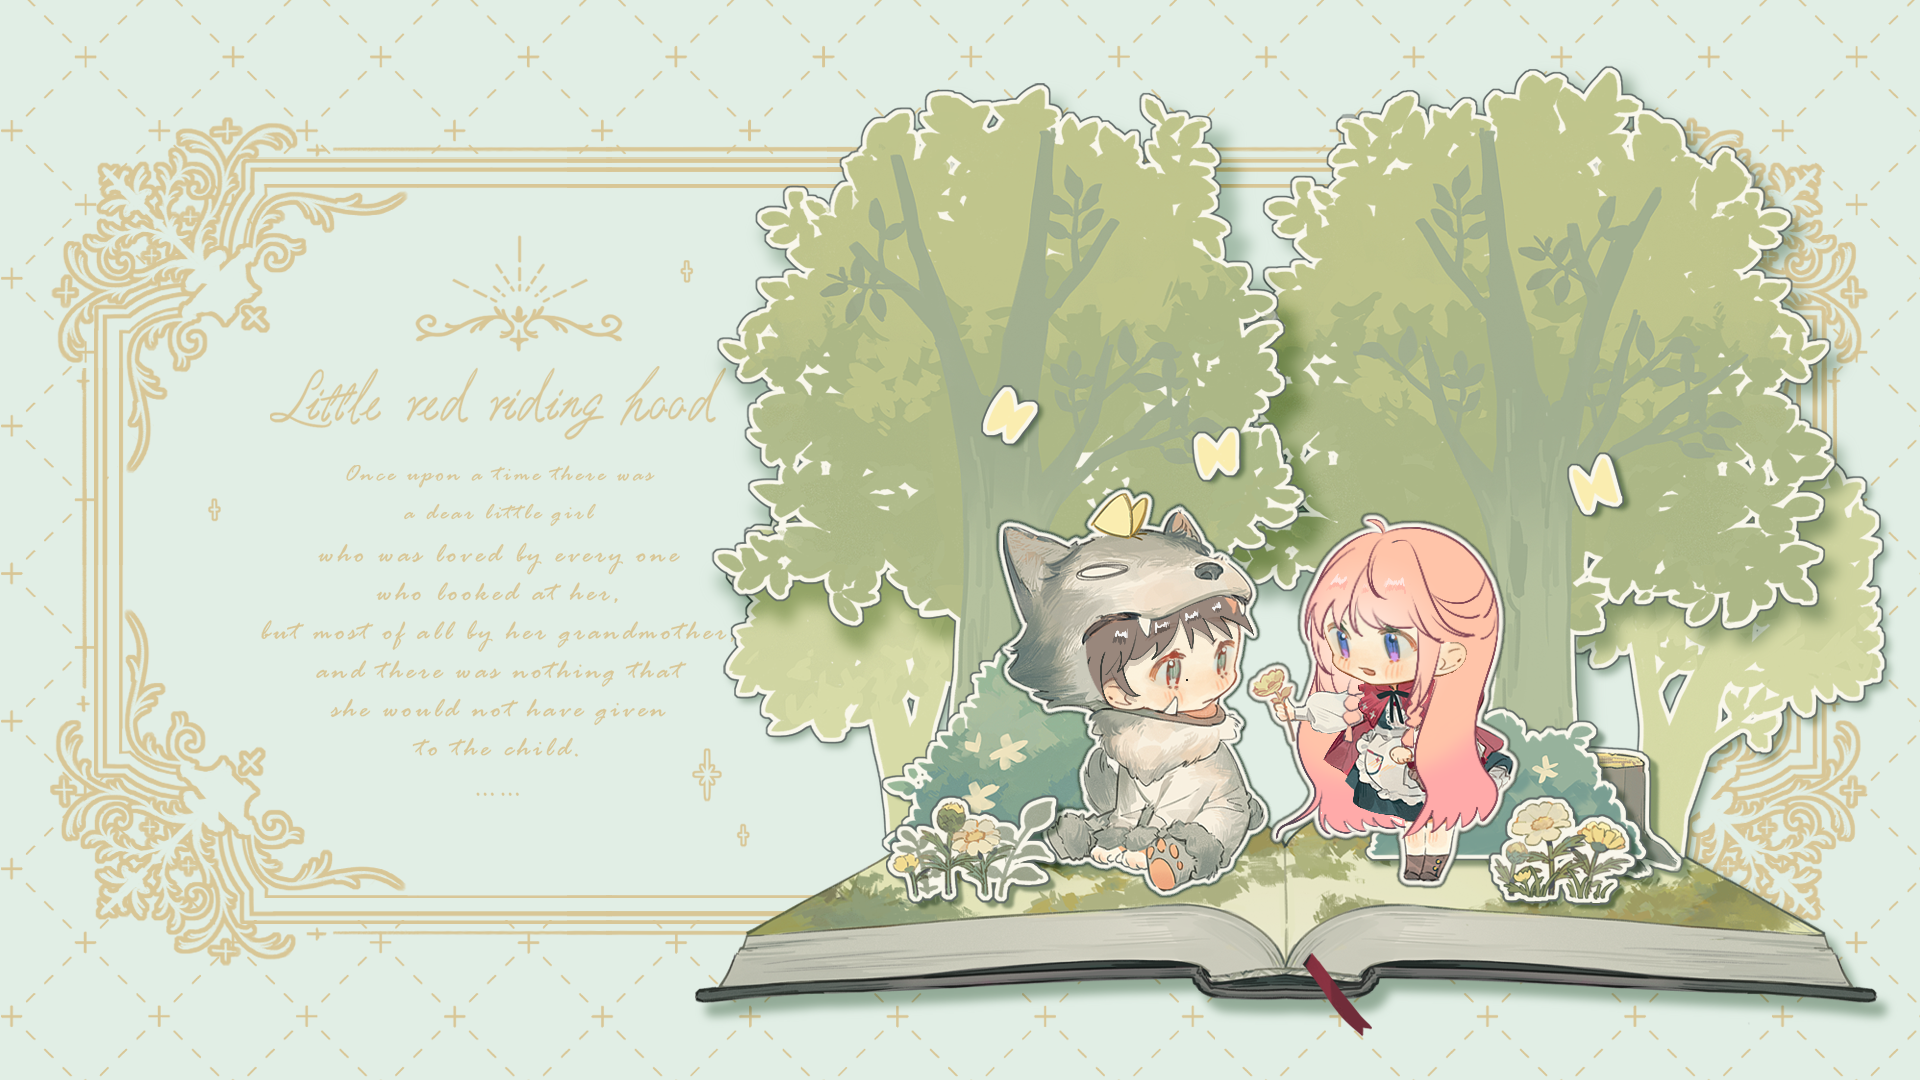 Little red riding hood
Once upon a time there was
a dear little girl
who was loved by every one
who looked at her,
but most of all by her grandmother,
and there was nothing that
she would not have given
to the child.
……